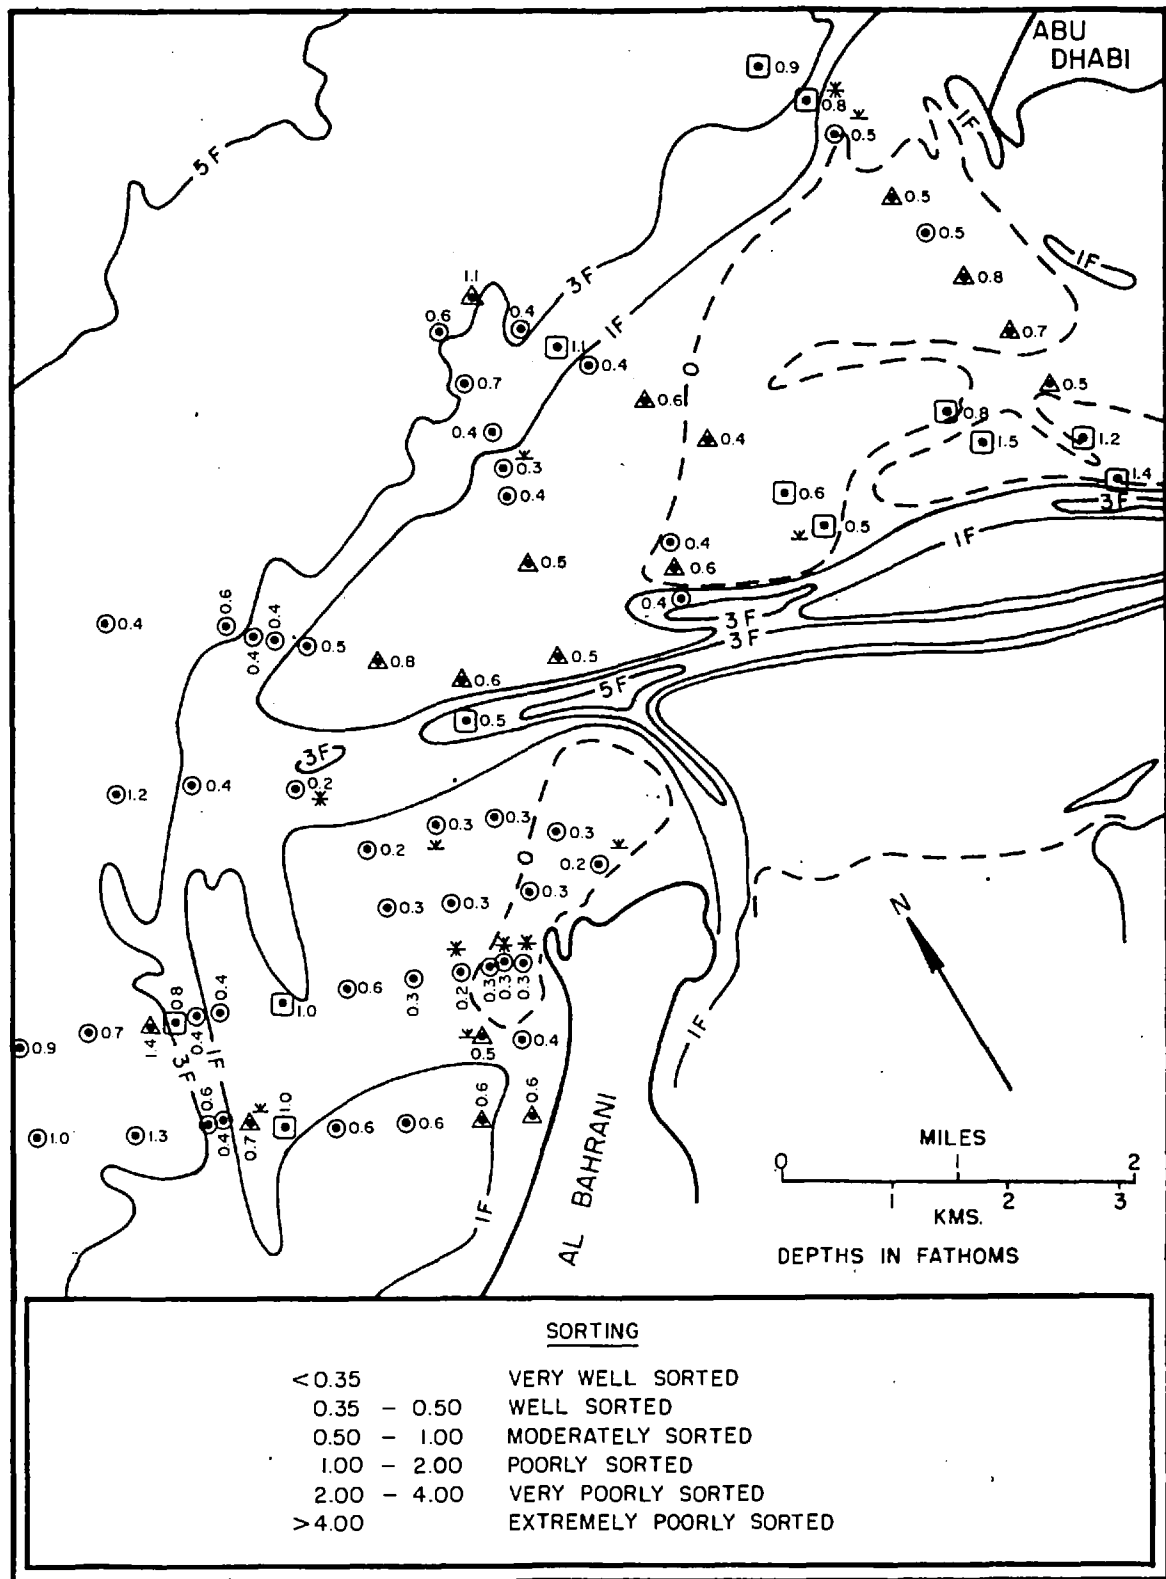 ABU
DHABI
0.9
0.8
0.5
1F
5F
0.5
0.5
1F
0.8
1.1
3F
0.6
0.4
1F
0.7
1.1
0.4
0
0.7
0.5
0.6
0.8
0.4
0.4
1.5
1.2
0.3
0.4
0.6
1.4
3F
0.5
1F
0.4
0.5
0.6
0.4
3F
0.4
0.6
0.4
0.4
0.5
3F
0.8
0.5
0.6
5F
0.5
3F
1.2
0.4
0.2
0.3
0.3
0.3
0.2
0
0.2
0.3
0.3
0.3
N
0.6
0.3
0.2
0.3
0.3
0.3
1.0
0.8
0.4
0.4
0.7
1.4
0.9
3F
1F
0.5
0.4
1F
0.6
0.4
0.7
1.0
0.6
0.6
0.6
0.6
1.0
1.3
1F
AL BAHRANI
MILES
0 2
1 2 3
KMS.
DEPTHS IN FATHOMS
SORTING
<0.35 VERY WELL SORTED
0.35 – 0.50 WELL SORTED
0.50 – 1.00 MODERATELY SORTED
1.00 – 2.00 POORLY SORTED
2.00 – 4.00 VERY POORLY SORTED
>4.00 EXTREMELY POORLY SORTED